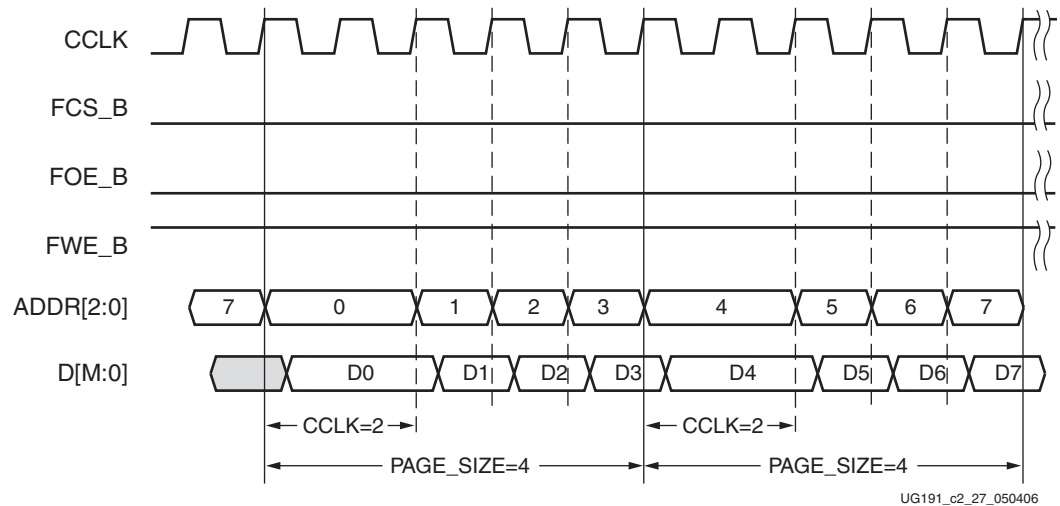 CCLK
FCS_B
FOE_B
FWE_B
ADDR[2:0] 7 0 1 2 3 4 5 6 7
D[M:0] D0 D1 D2 D3 D4 D5 D6 D7
CCLK=2 CCLK=2
PAGE_SIZE=4 PAGE_SIZE=4
UG191_c2_27_050406